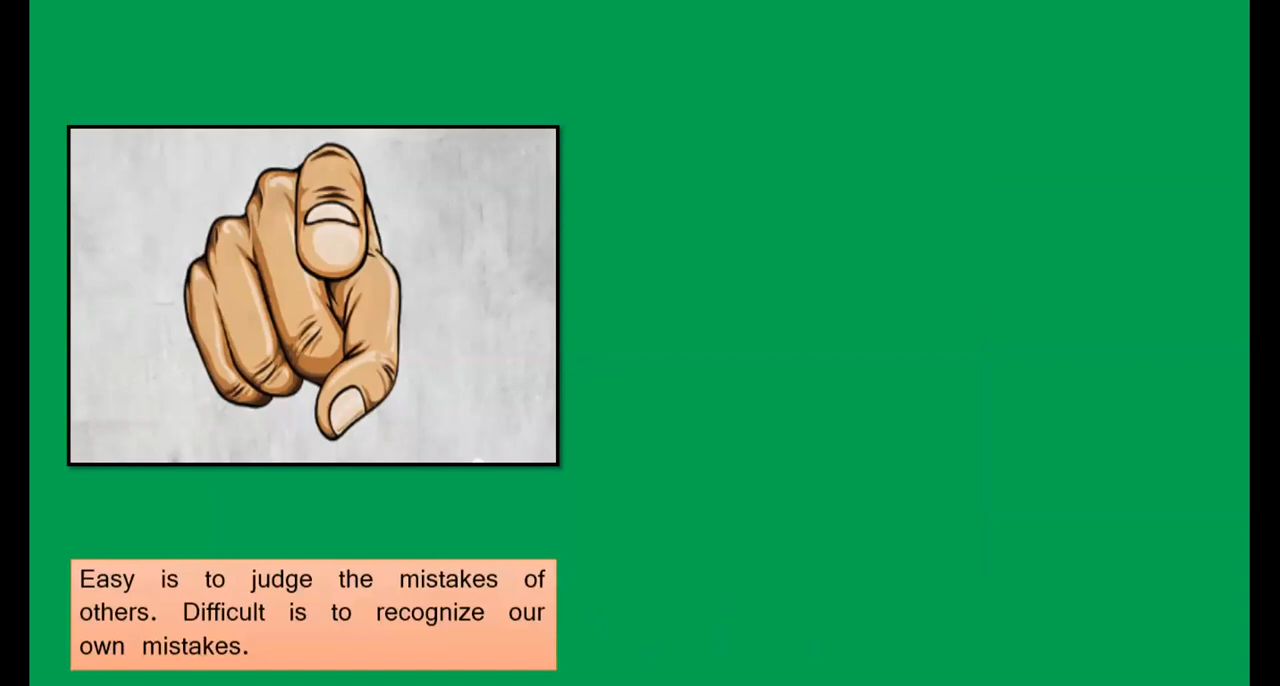 Easy is to judge the mistakes of
others. Difficult is to recognize our
own mistakes.